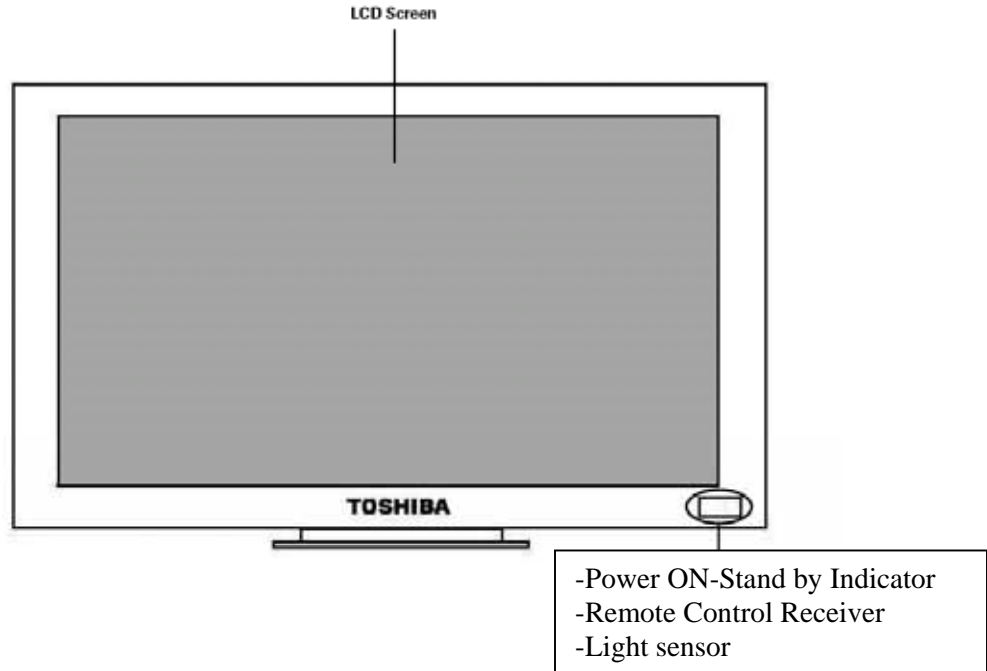 LCD Screen
TOSHIBA
-Power ON-Stand by Indicator
-Remote Control Receiver
-Light sensor